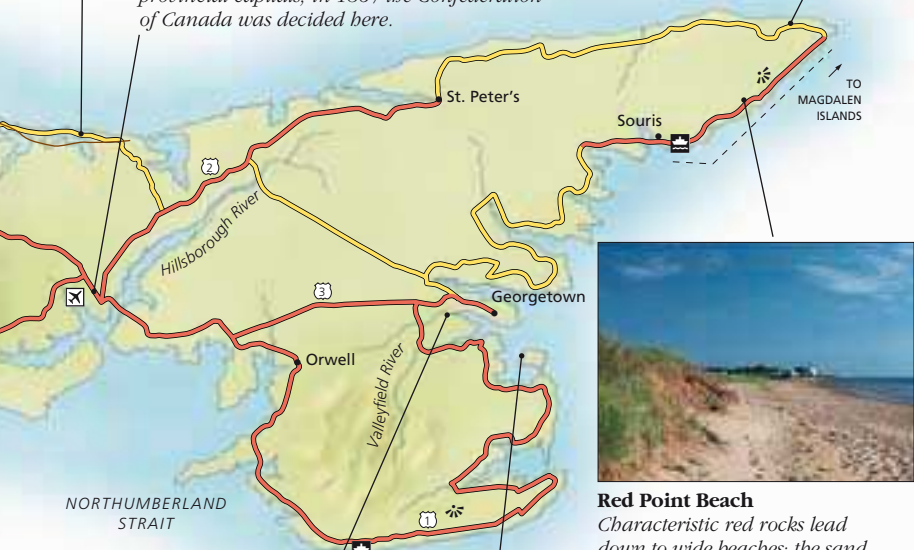 provincial capitals, in 1867 the Confederation
of Canada was decided here.
St. Peter's
TO
MAGDALEN
ISLANDS
Souris
2
Hillsborough River
3
Georgetown
Orwell
Valleyfield River
NORTHUMBERLAND
STRAIT
1
Red Point Beach
Characteristic red rocks lead
down to wide beaches; the sand